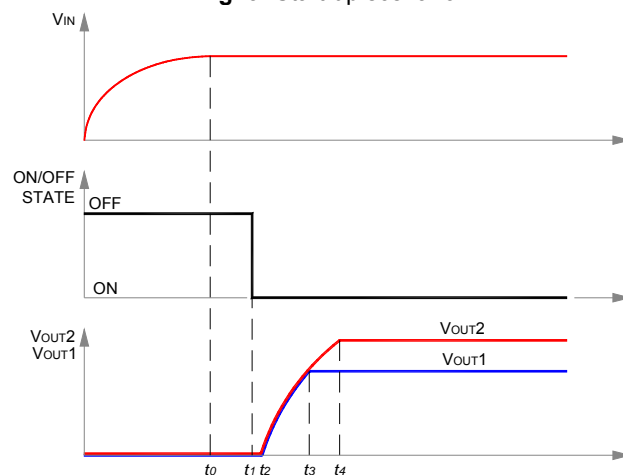 VIN
ON/OFF
STATE
OFF
ON
VOUT2
VOUT1
VOUT2
VOUT1
t0 t1 t2 t3 t4